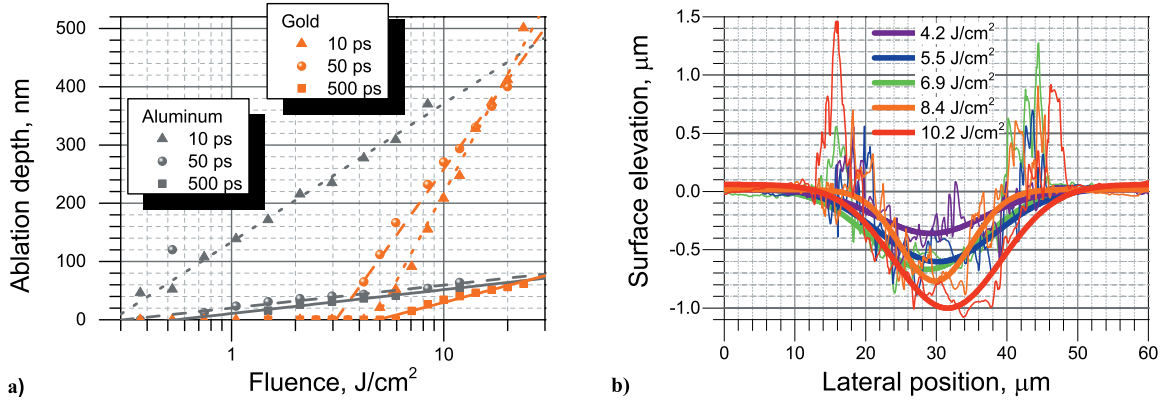 500
400
300
200
100
0
Ablation depth, nm
Gold
10 ps
50 ps
500 ps
Aluminum
10 ps
50 ps
500 ps
1
10
Fluence, J/cm²
a)
1.5
1.0
0.5
0.0
-0.5
-1.0
Surface elevation, μm
4.2 J/cm²
5.5 J/cm²
6.9 J/cm²
8.4 J/cm²
10.2 J/cm²
0
10
20
30
40
50
60
Lateral position, μm
b)